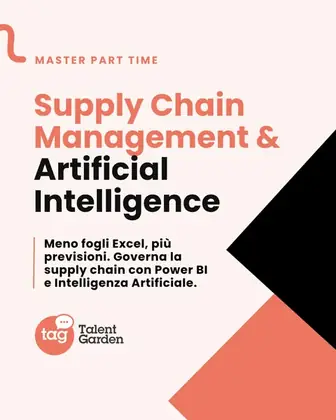 MASTER PART TIME
Supply Chain
Management &
Artificial
Intelligence
Meno fogli Excel, più
previsioni. Governa la
supply chain con Power BI
e Intelligenza Artificiale.
tag
Talent
Garden